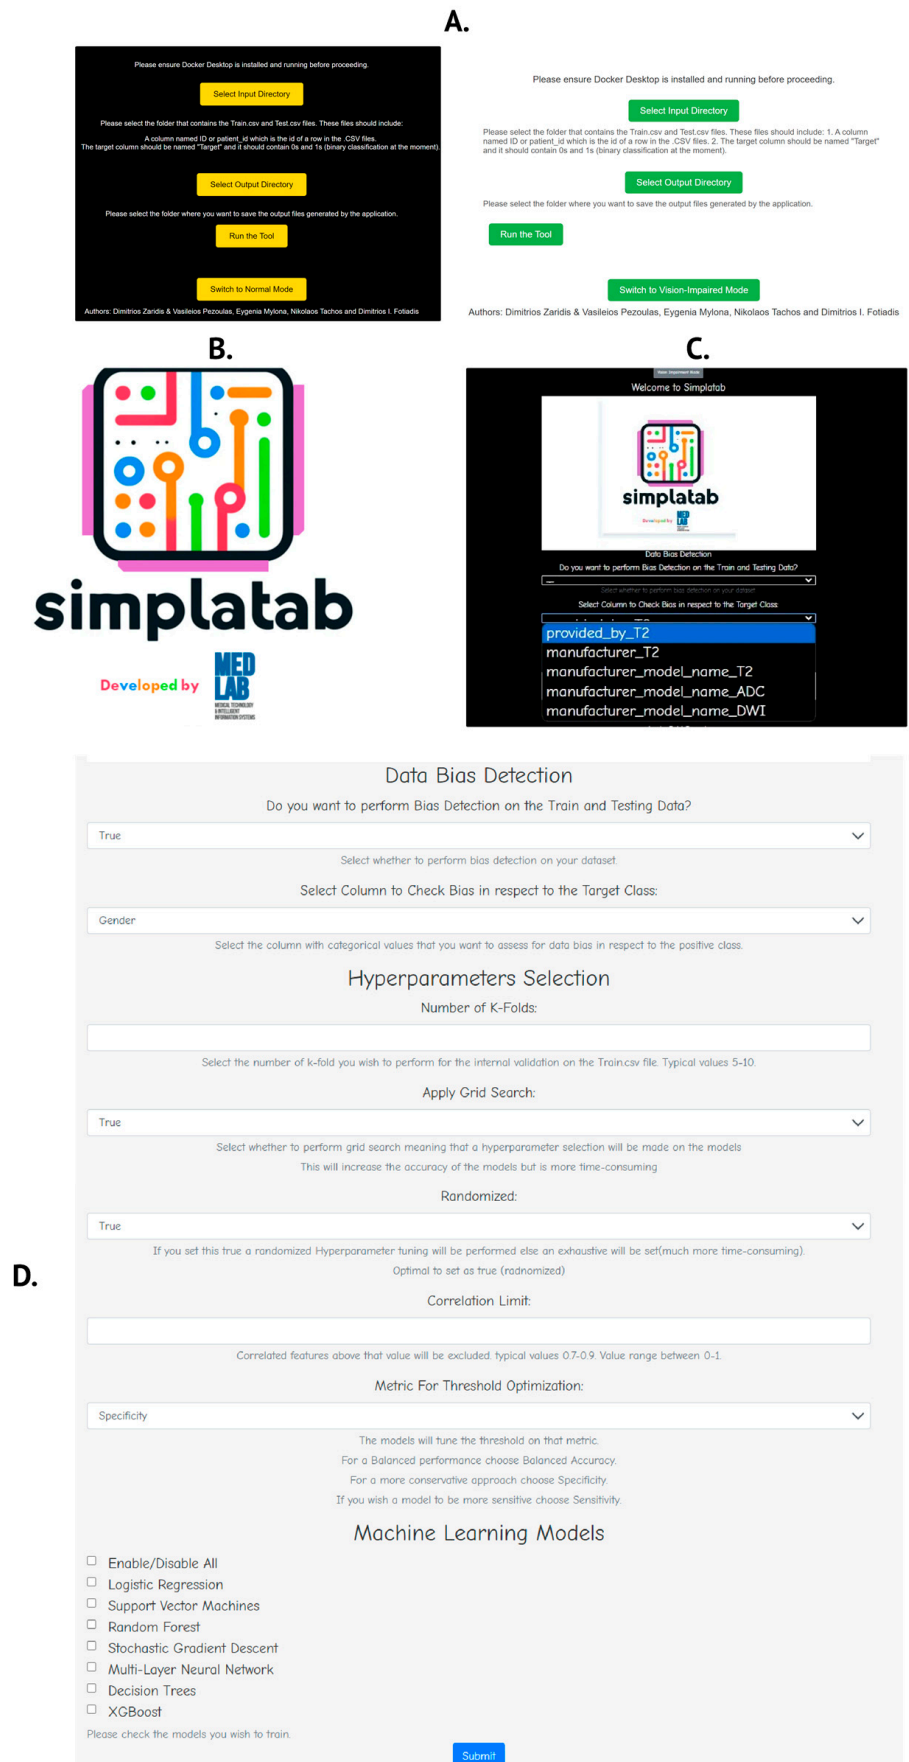 A.
Please ensure Docker Desktop is installed and running before proceeding.
Select Input Directory
Please select the folder that contains the Train.csv and Test.csv files. These files should include:
A column named ID or patient_id which is the id of a row in the .CSV files.
The target column should be named "Target" and it should contain 0s and 1s (binary classification at the moment).
Select Output Directory
Please select the folder where you want to save the output files generated by the application.
Run the Tool
Switch to Normal Mode
Authors: Dimitrios Zaridis & Vasileios Pezoulas, Eygenia Mylona, Nikolaos Tachos and Dimitrios I. Fotiadis
Please ensure Docker Desktop is installed and running before proceeding.
Select Input Directory
Please select the folder that contains the Train.csv and Test.csv files. These files should include: 1. A column
named ID or patient_id which is the id of a row in the .CSV files. 2. The target column should be named "Target"
and it should contain 0s and 1s (binary classification at the moment).
Select Output Directory
Please select the folder where you want to save the output files generated by the application.
Run the Tool
Switch to Vision-Impaired Mode
Authors: Dimitrios Zaridis & Vasileios Pezoulas, Eygenia Mylona, Nikolaos Tachos and Dimitrios I. Fotiadis
B.
simplatab
Developed by
MED
LAB
MEDICAL TECHNOLOGY
& INTELLIGENT
INFORMATION SYSTEMS
C.
Welcome to Simplatab
simplatab
Developed by
MED
LAB
Data Bias Detection
Do you want to perform Bias Detection on the Train and Testing Data?
Select whether to perform bias detection on your dataset
Select Column to Check Bias in respect to the Target Class:
provided_by_T2
manufacturer_T2
manufacturer_model_name_T2
manufacturer_model_name_ADC
manufacturer_model_name_DWI
D.
Data Bias Detection
Do you want to perform Bias Detection on the Train and Testing Data?
True
Select whether to perform bias detection on your dataset.
Select Column to Check Bias in respect to the Target Class:
Gender
Select the column with categorical values that you want to assess for data bias in respect to the positive class.
Hyperparameters Selection
Number of K-Folds:
Select the number of k-fold you wish to perform for the internal validation on the Train.csv file. Typical values 5-10.
Apply Grid Search:
True
Select whether to perform grid search meaning that a hyperparameter selection will be made on the models
This will increase the accuracy of the models but is more time-consuming
Randomized:
True
If you set this true a randomized Hyperparameter tuning will be performed else an exhaustive will be set(much more time-consuming).
Optimal to set as true (radnomized)
Correlation Limit:
Correlated features above that value will be excluded. typical values 0.7-0.9. Value range between 0-1.
Metric For Threshold Optimization:
Specificity
The models will tune the threshold on that metric.
For a Balanced performance choose Balanced Accuracy.
For a more conservative approach choose Specificity.
If you wish a model to be more sensitive choose Sensitivity.
Machine Learning Models
Enable/Disable All
Logistic Regression
Support Vector Machines
Random Forest
Stochastic Gradient Descent
Multi-Layer Neural Network
Decision Trees
XGBoost
Please check the models you wish to train.
Submit